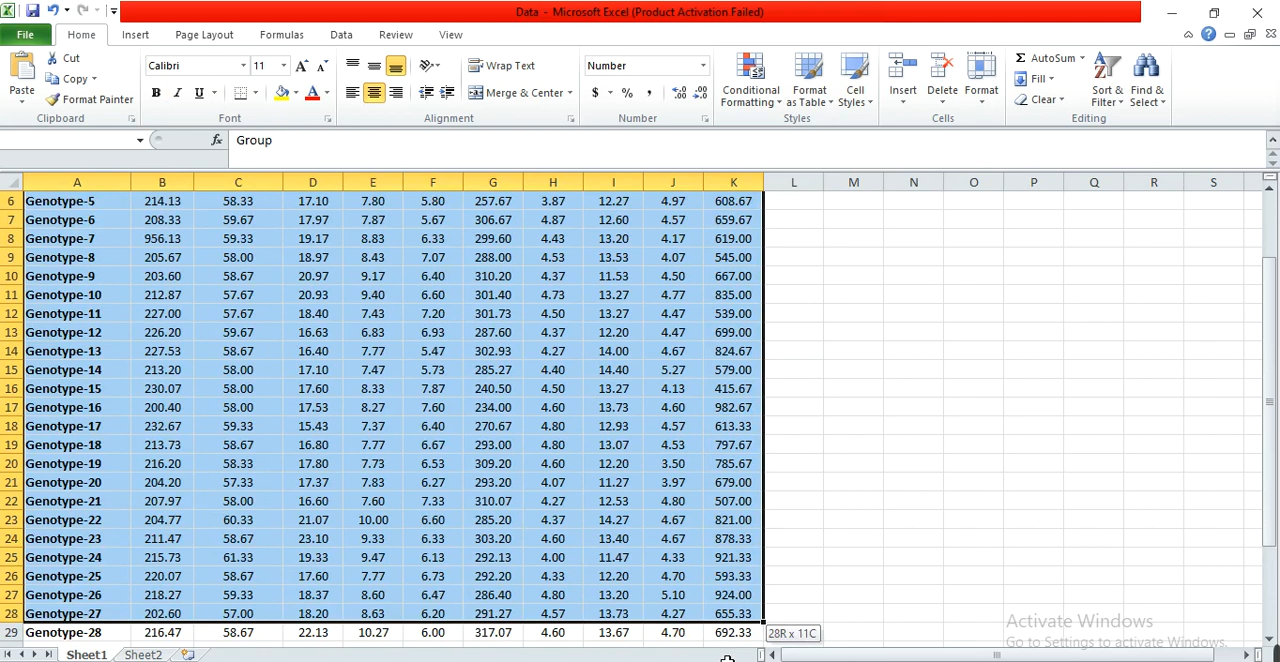 Data - Microsoft Excel (Product Activation Failed)
File Home Insert Page Layout Formulas Data Review View
Paste Cut Copy Format Painter Clipboard
Calibri 11 B I U A Font
Wrap Text Merge & Center Alignment
Number $ % , Number
Conditional Formatting Format as Table Cell Styles Styles
Insert Delete Format Cells
Σ AutoSum Fill Clear Sort & Filter Find & Select Editing
fx Group
A B C D E F G H I J K L M N O P Q R S
6 Genotype-5 214.13 58.33 17.10 7.80 5.80 257.67 3.87 12.27 4.97 608.67
7 Genotype-6 208.33 59.67 17.97 7.87 5.67 306.67 4.87 12.60 4.57 659.67
8 Genotype-7 956.13 59.33 19.17 8.83 6.33 299.60 4.43 13.20 4.17 619.00
9 Genotype-8 205.67 58.00 18.97 8.43 7.07 288.00 4.53 13.53 4.07 545.00
10 Genotype-9 203.60 58.67 20.97 9.17 6.40 310.20 4.37 11.53 4.50 667.00
11 Genotype-10 212.87 57.67 20.93 9.40 6.60 301.40 4.73 13.27 4.77 835.00
12 Genotype-11 227.00 57.67 18.40 7.43 7.20 301.73 4.50 13.27 4.47 539.00
13 Genotype-12 226.20 59.67 16.63 6.83 6.93 287.60 4.37 12.20 4.47 699.00
14 Genotype-13 227.53 58.67 16.40 7.77 5.47 302.93 4.27 14.00 4.67 824.67
15 Genotype-14 213.20 58.00 17.10 7.47 5.73 285.27 4.40 14.40 5.27 579.00
16 Genotype-15 230.07 58.00 17.60 8.33 7.87 240.50 4.50 13.27 4.13 415.67
17 Genotype-16 200.40 58.00 17.53 8.27 7.60 234.00 4.60 13.73 4.60 982.67
18 Genotype-17 232.67 59.33 15.43 7.37 6.40 270.67 4.80 12.93 4.57 613.33
19 Genotype-18 213.73 58.67 16.80 7.77 6.67 293.00 4.80 13.07 4.53 797.67
20 Genotype-19 216.20 58.33 17.80 7.73 6.53 309.20 4.60 12.20 3.50 785.67
21 Genotype-20 204.20 57.33 17.37 7.83 6.27 293.20 4.07 11.27 3.97 679.00
22 Genotype-21 207.97 58.00 16.60 7.60 7.33 310.07 4.27 12.53 4.80 507.00
23 Genotype-22 204.77 60.33 21.07 10.00 6.60 285.20 4.37 14.27 4.67 821.00
24 Genotype-23 211.47 58.67 23.10 9.33 6.33 303.20 4.60 13.40 4.67 878.33
25 Genotype-24 215.73 61.33 19.33 9.47 6.13 292.13 4.00 11.47 4.33 921.33
26 Genotype-25 220.07 58.67 17.60 7.77 6.73 292.20 4.33 12.20 4.70 593.33
27 Genotype-26 218.27 59.33 18.37 8.60 6.47 286.40 4.80 13.20 5.10 924.00
28 Genotype-27 202.60 57.00 18.20 8.63 6.20 291.27 4.57 13.73 4.27 655.33
29 Genotype-28 216.47 58.67 22.13 10.27 6.00 317.07 4.60 13.67 4.70 692.33
28R x 11C
Activate Windows
Go to Settings to activate Windows.
Sheet1 Sheet2